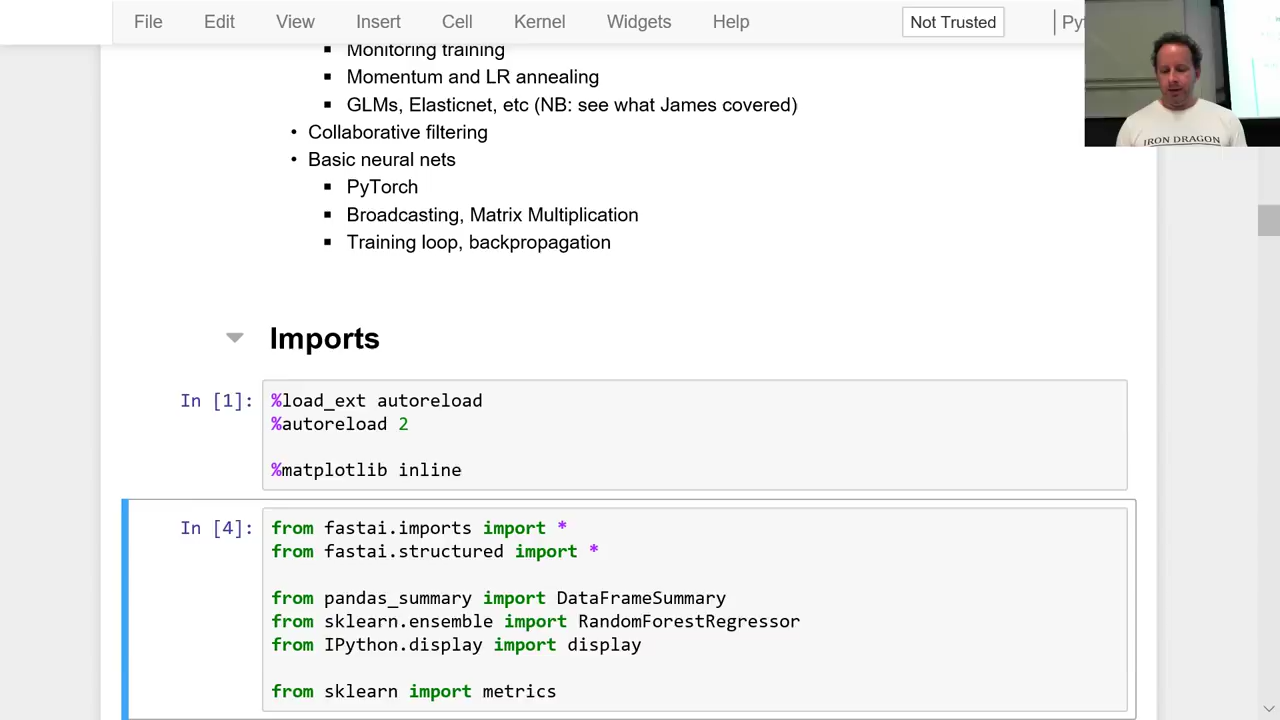 File Edit View Insert Cell Kernel Widgets Help Not Trusted
Monitoring training
Momentum and LR annealing
GLMs, Elasticnet, etc (NB: see what James covered)
Collaborative filtering
Basic neural nets
PyTorch
Broadcasting, Matrix Multiplication
Training loop, backpropagation
IRON DRAGON
Imports
In [1]:
%load_ext autoreload
%autoreload 2
%matplotlib inline
In [4]:
from fastai.imports import *
from fastai.structured import *
from pandas_summary import DataFrameSummary
from sklearn.ensemble import RandomForestRegressor
from IPython.display import display
from sklearn import metrics